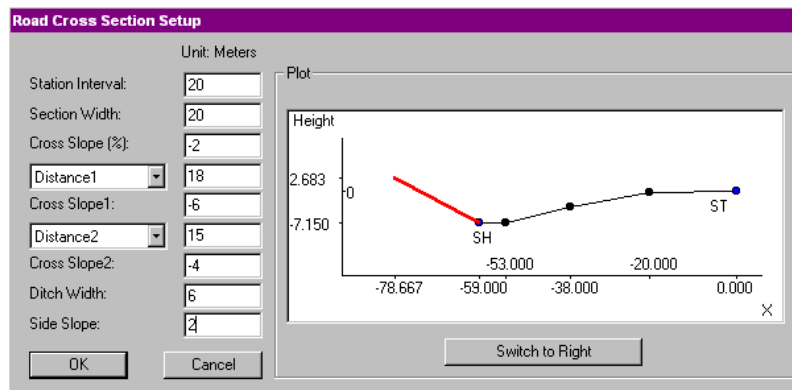 Road Cross Section Setup
Unit: Meters
Station Interval: 20
Section Width: 20
Cross Slope (%): -2
Distance1 18
Cross Slope1: -6
Distance2 15
Cross Slope2: -4
Ditch Width: 6
Side Slope: 2
OK Cancel
Plot
Height
2.683
0
-7.150
SH
ST
-53.000 -20.000
-78.667 -59.000 -38.000 0.000
X
Switch to Right